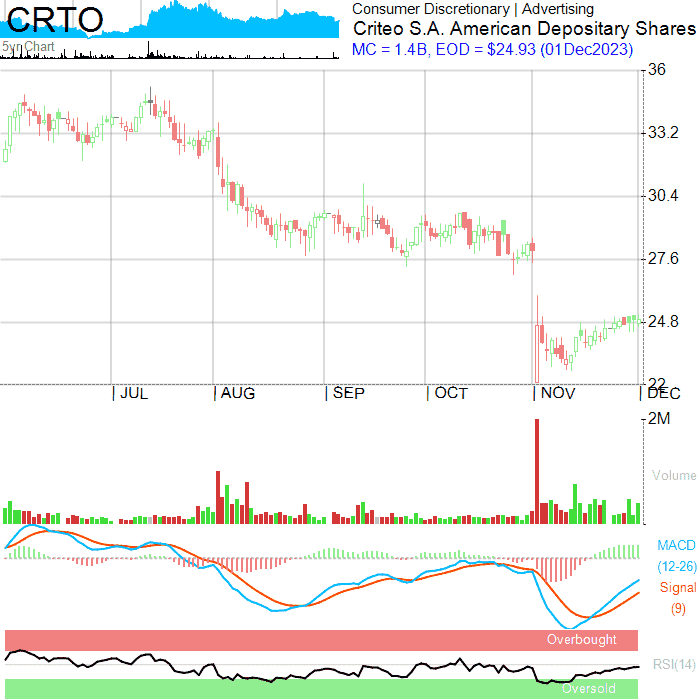 CRTO
Consumer Discretionary | Advertising
Criteo S.A. American Depositary Shares
MC = 1.4B, EOD = $24.93 (01Dec2023)
5yr Chart
36
33.2
30.4
27.6
24.8
22
JUL
AUG
SEP
OCT
NOV
DEC
2M
Volume
MACD
(12-26)
Signal
(9)
Overbought
RSI(14)
Oversold